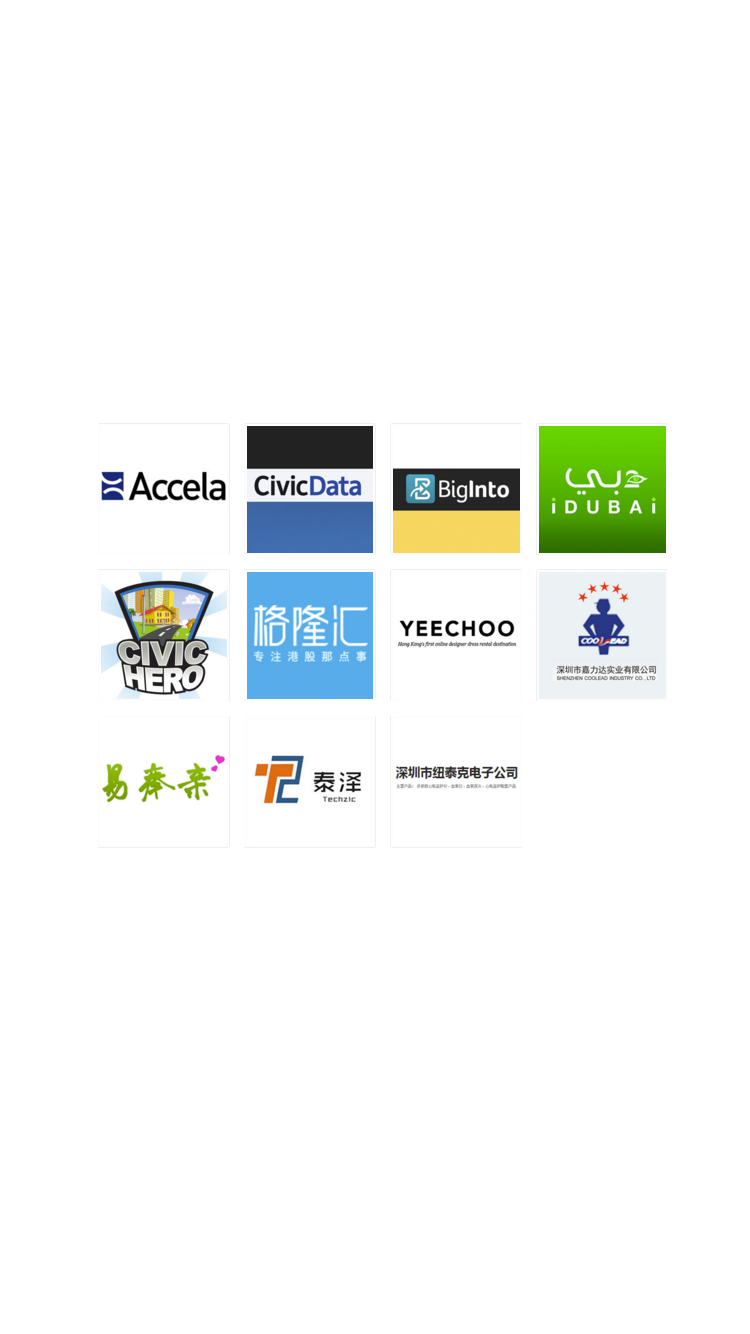 Accela
CivicData
BigInto
دبي
iDUBAi
CIVIC
HERO
格隆汇
专注港股那点事
YEECHOO
Hong Kong's first online designer dress rental destination
COOLEAD
深圳市嘉力达实业有限公司
SHENZHEN COOLEAD INDUSTRY CO., LTD
易奉亲
泰泽
Techzlc
深圳市纽泰克电子公司